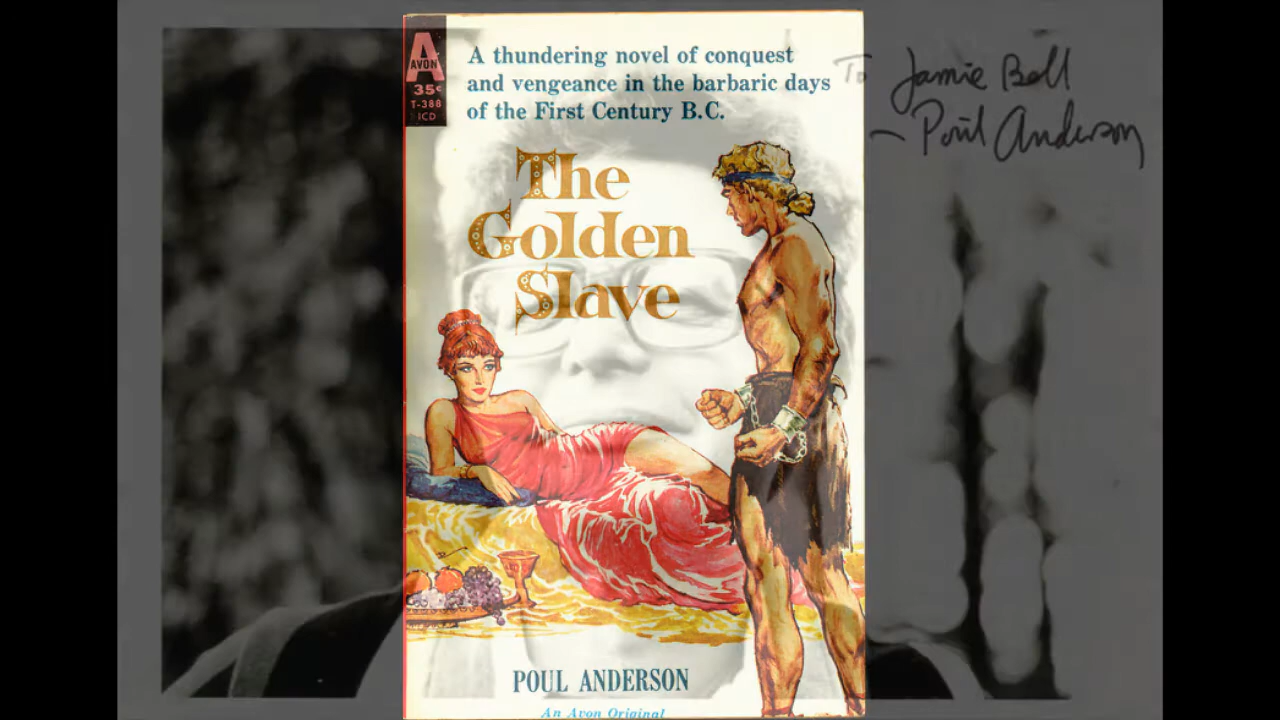 A
AVON
35¢
T-388
ICD
A thundering novel of conquest
and vengeance in the barbaric days
of the First Century B.C.
The
Golden
Slave
POUL ANDERSON
An Avon Original
To Jamie Bell
— Poul Anderson